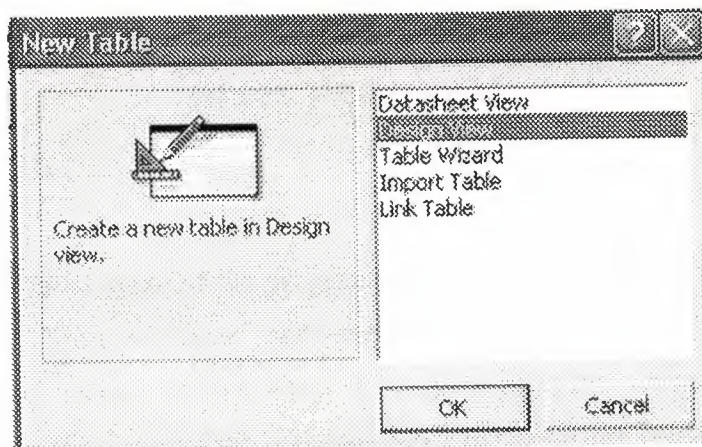 New Table
Create a new table in Design
view.
Datasheet View
Design View
Table Wizard
Import Table
Link Table
OK
Cancel